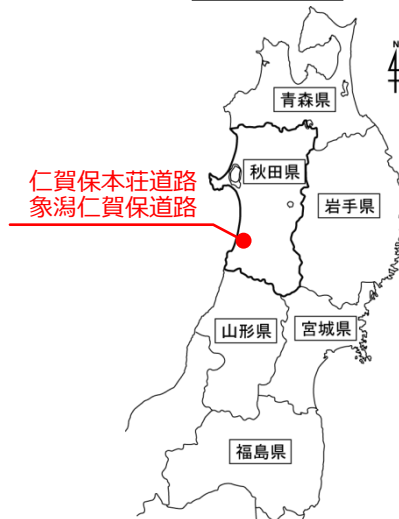 N
青森県
秋田県
仁賀保本荘道路
象潟仁賀保道路
岩手県
山形県
宮城県
福島県